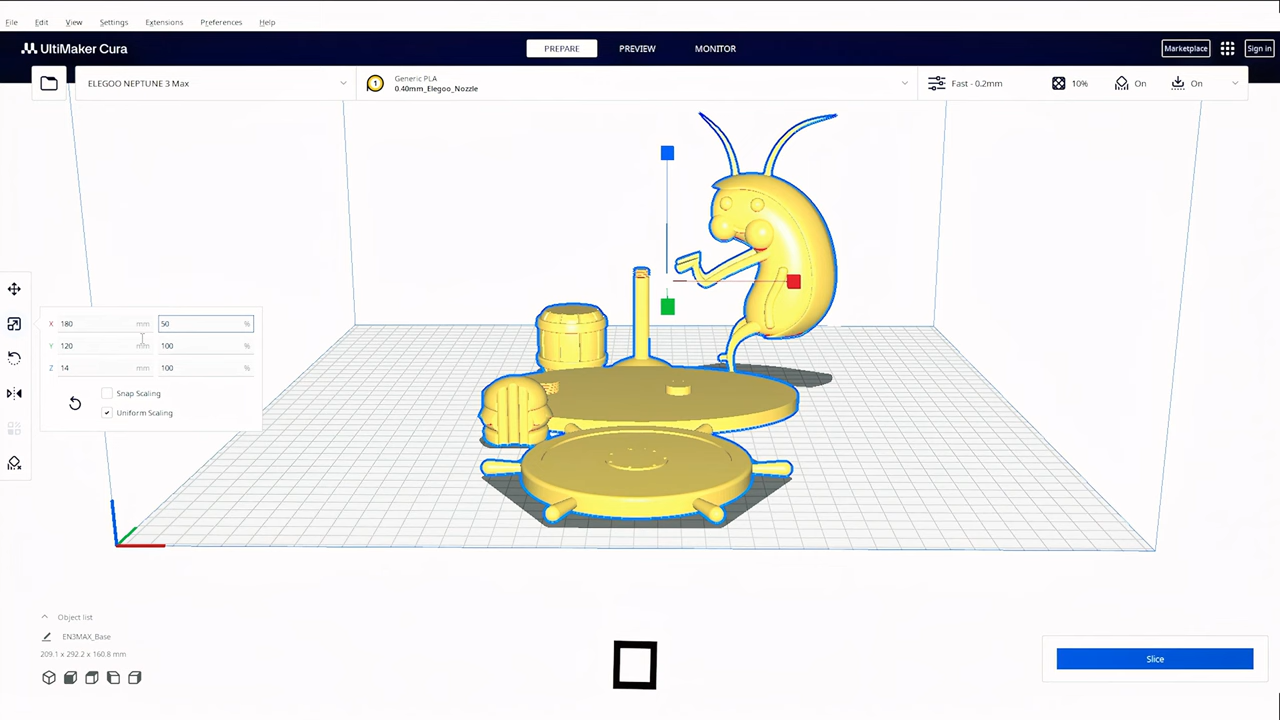 File Edit View Settings Extensions Preferences Help
UltiMaker Cura PREPARE PREVIEW MONITOR Marketplace Sign in
ELEGOO NEPTUNE 3 Max
1
Generic PLA
0.40mm_Elegoo_Nozzle
Fast - 0.2mm 10% On On
X 180 mm 50 %
Y 120 mm 100 %
Z 14 mm 100 %
Snap Scaling
Uniform Scaling
Object list
EN3MAX_Base
209.1 x 292.2 x 160.8 mm
Slice